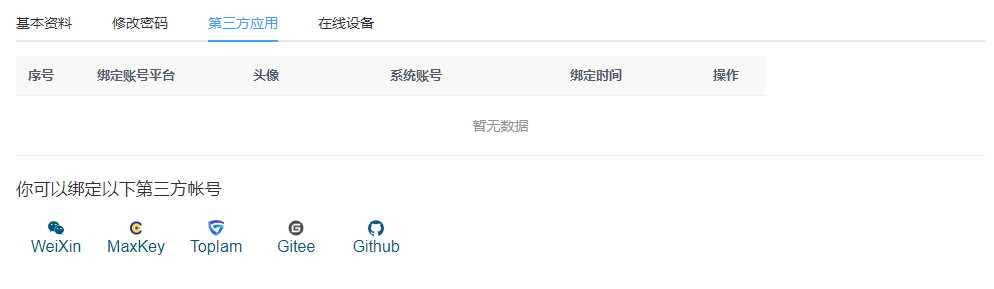 基本资料 修改密码 第三方应用 在线设备
序号 绑定账号平台 头像 系统账号 绑定时间 操作
暂无数据
你可以绑定以下第三方帐号
WeiXin MaxKey Toplam Gitee Github